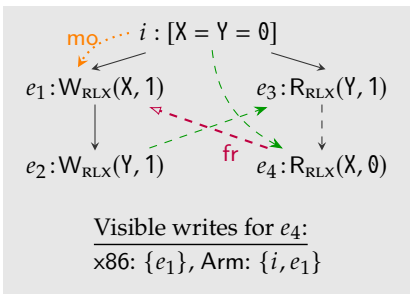 mo
i : [X = Y = 0]
e₁:W_RLX(X, 1) e₃:R_RLX(Y, 1)
fr
e₂:W_RLX(Y, 1) e₄:R_RLX(X, 0)
Visible writes for e₄:
x86: {e₁}, Arm: {i, e₁}